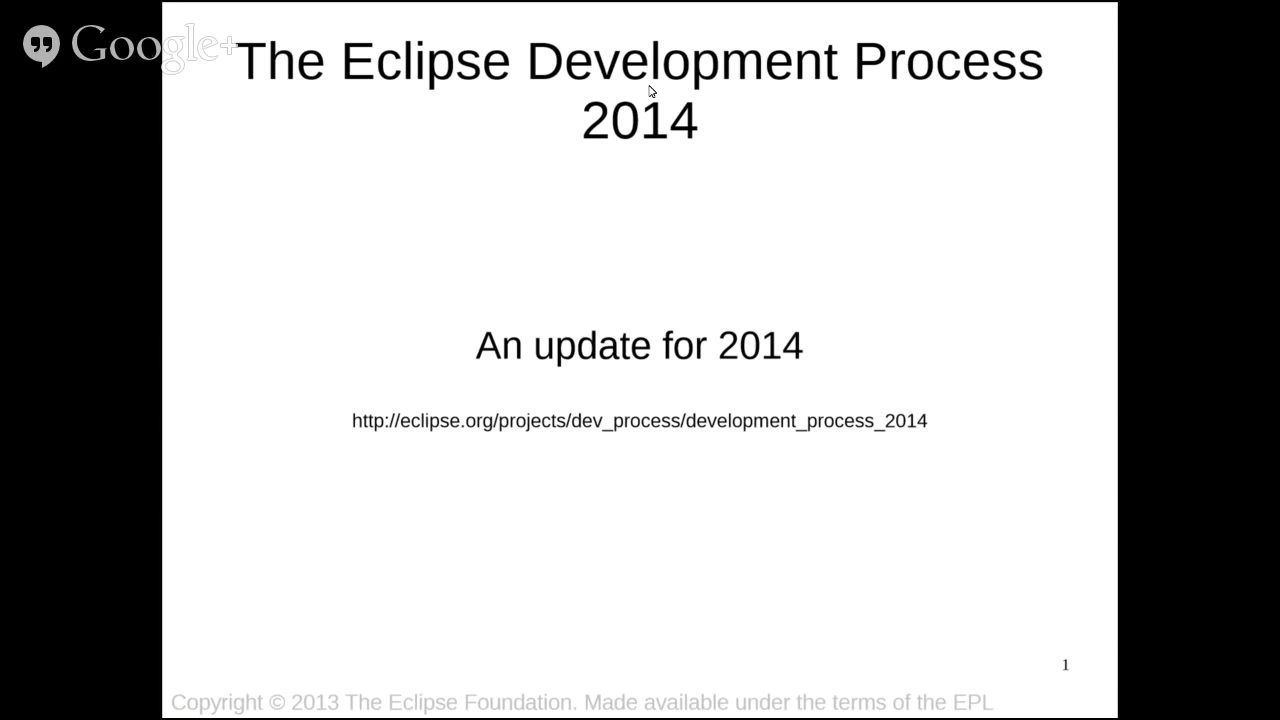 Google+
The Eclipse Development Process
2014
An update for 2014
http://eclipse.org/projects/dev_process/development_process_2014
1
Copyright © 2013 The Eclipse Foundation. Made available under the terms of the EPL